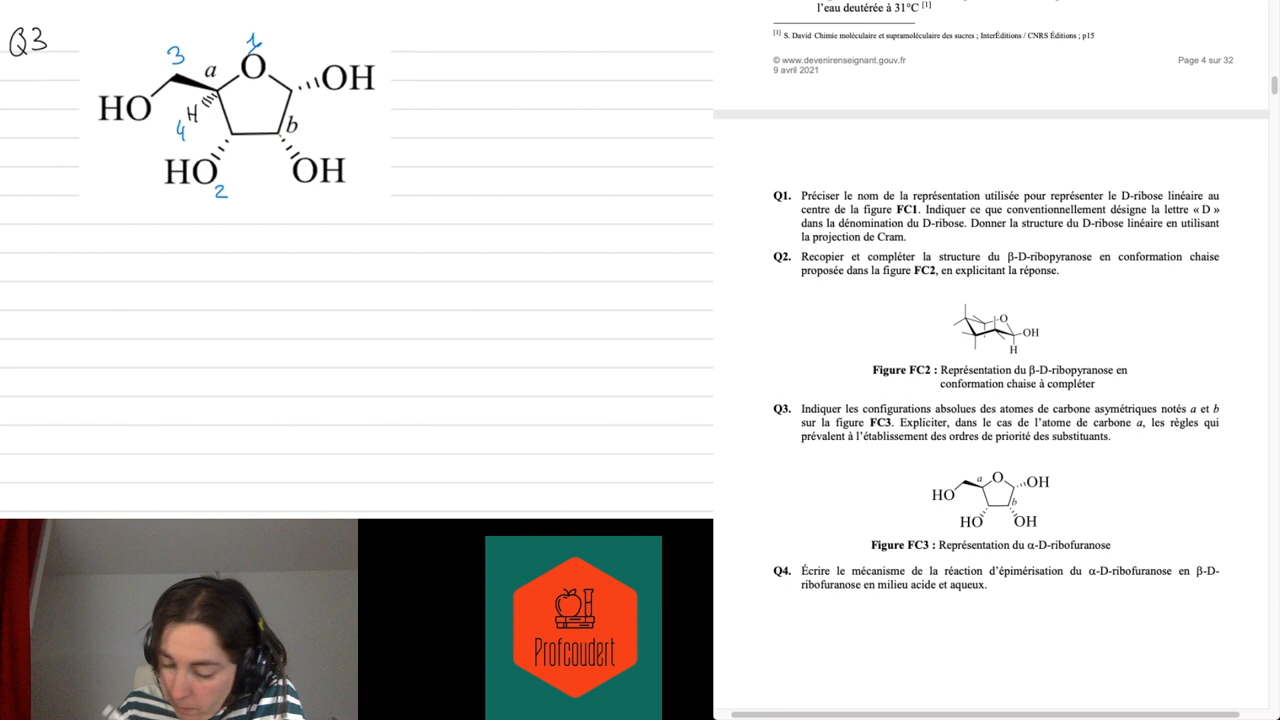 Q3
1
3
a
O
OH
HO
H
4
b
HO
OH
2
l'eau deutérée à 31°C [1]
[1] S. David Chimie moléculaire et supramoléculaire des sucres ; InterÉditions / CNRS Éditions ; p15
© www.devenirenseignant.gouv.fr
9 avril 2021
Page 4 sur 32
Q1. Préciser le nom de la représentation utilisée pour représenter le D-ribose linéaire au
centre de la figure FC1. Indiquer ce que conventionnellement désigne la lettre « D »
dans la dénomination du D-ribose. Donner la structure du D-ribose linéaire en utilisant
la projection de Cram.
Q2. Recopier et compléter la structure du β-D-ribopyranose en conformation chaise
proposée dans la figure FC2, en explicitant la réponse.
O
OH
H
Figure FC2 : Représentation du β-D-ribopyranose en
conformation chaise à compléter
Q3. Indiquer les configurations absolues des atomes de carbone asymétriques notés a et b
sur la figure FC3. Expliciter, dans le cas de l'atome de carbone a, les règles qui
prévalent à l'établissement des ordres de priorité des substituants.
a
O
OH
HO
b
HO
OH
Figure FC3 : Représentation du α-D-ribofuranose
Q4. Écrire le mécanisme de la réaction d'épimérisation du α-D-ribofuranose en β-D-
ribofuranose en milieu acide et aqueux.
Profcoudert